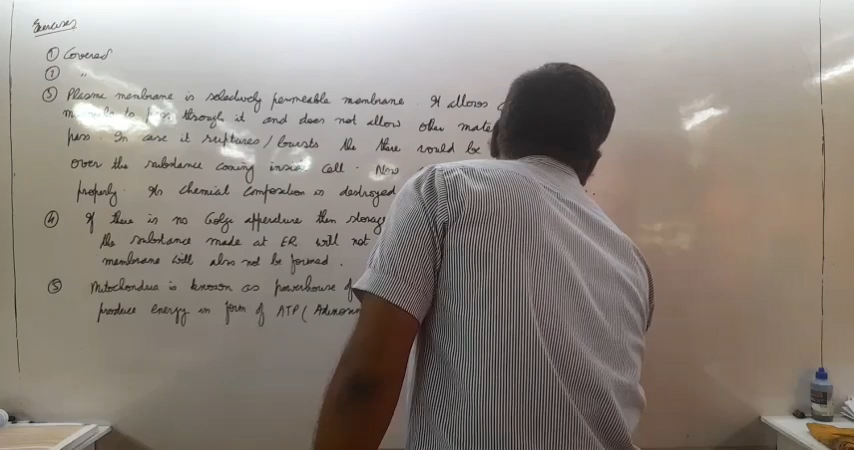 Exercises
① Covered
② "
③ Plasma membrane is selectively permeable membrane. It allows
to pass through it and does not allow other mate
pass. In case it ruptures/bursts the there would be
over the substance coming inside cell. Now
properly. Its chemical composition is destroyed
④ If there is no Golgi then storage
the substance made at ER will not
membrane will also not be formed.
⑤ Mitochondria is known as powerhouse of
produce energy in form of ATP (